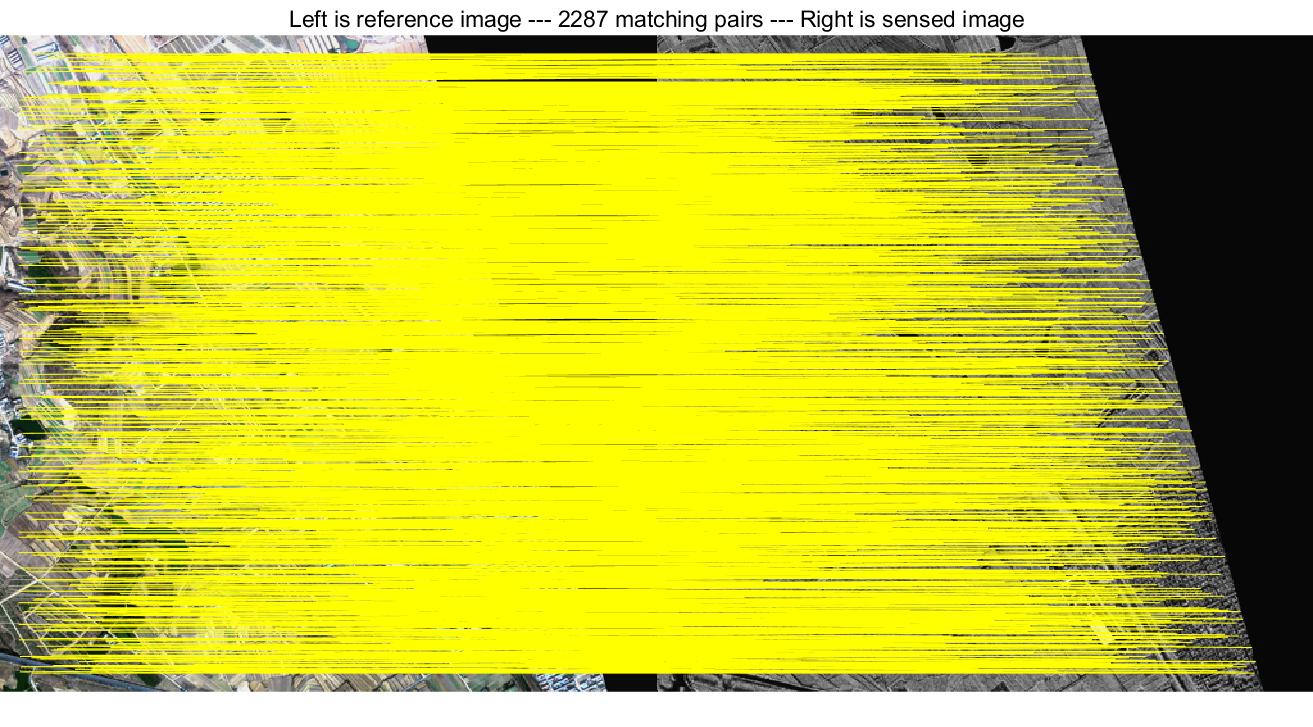 Left is reference image --- 2287 matching pairs --- Right is sensed image